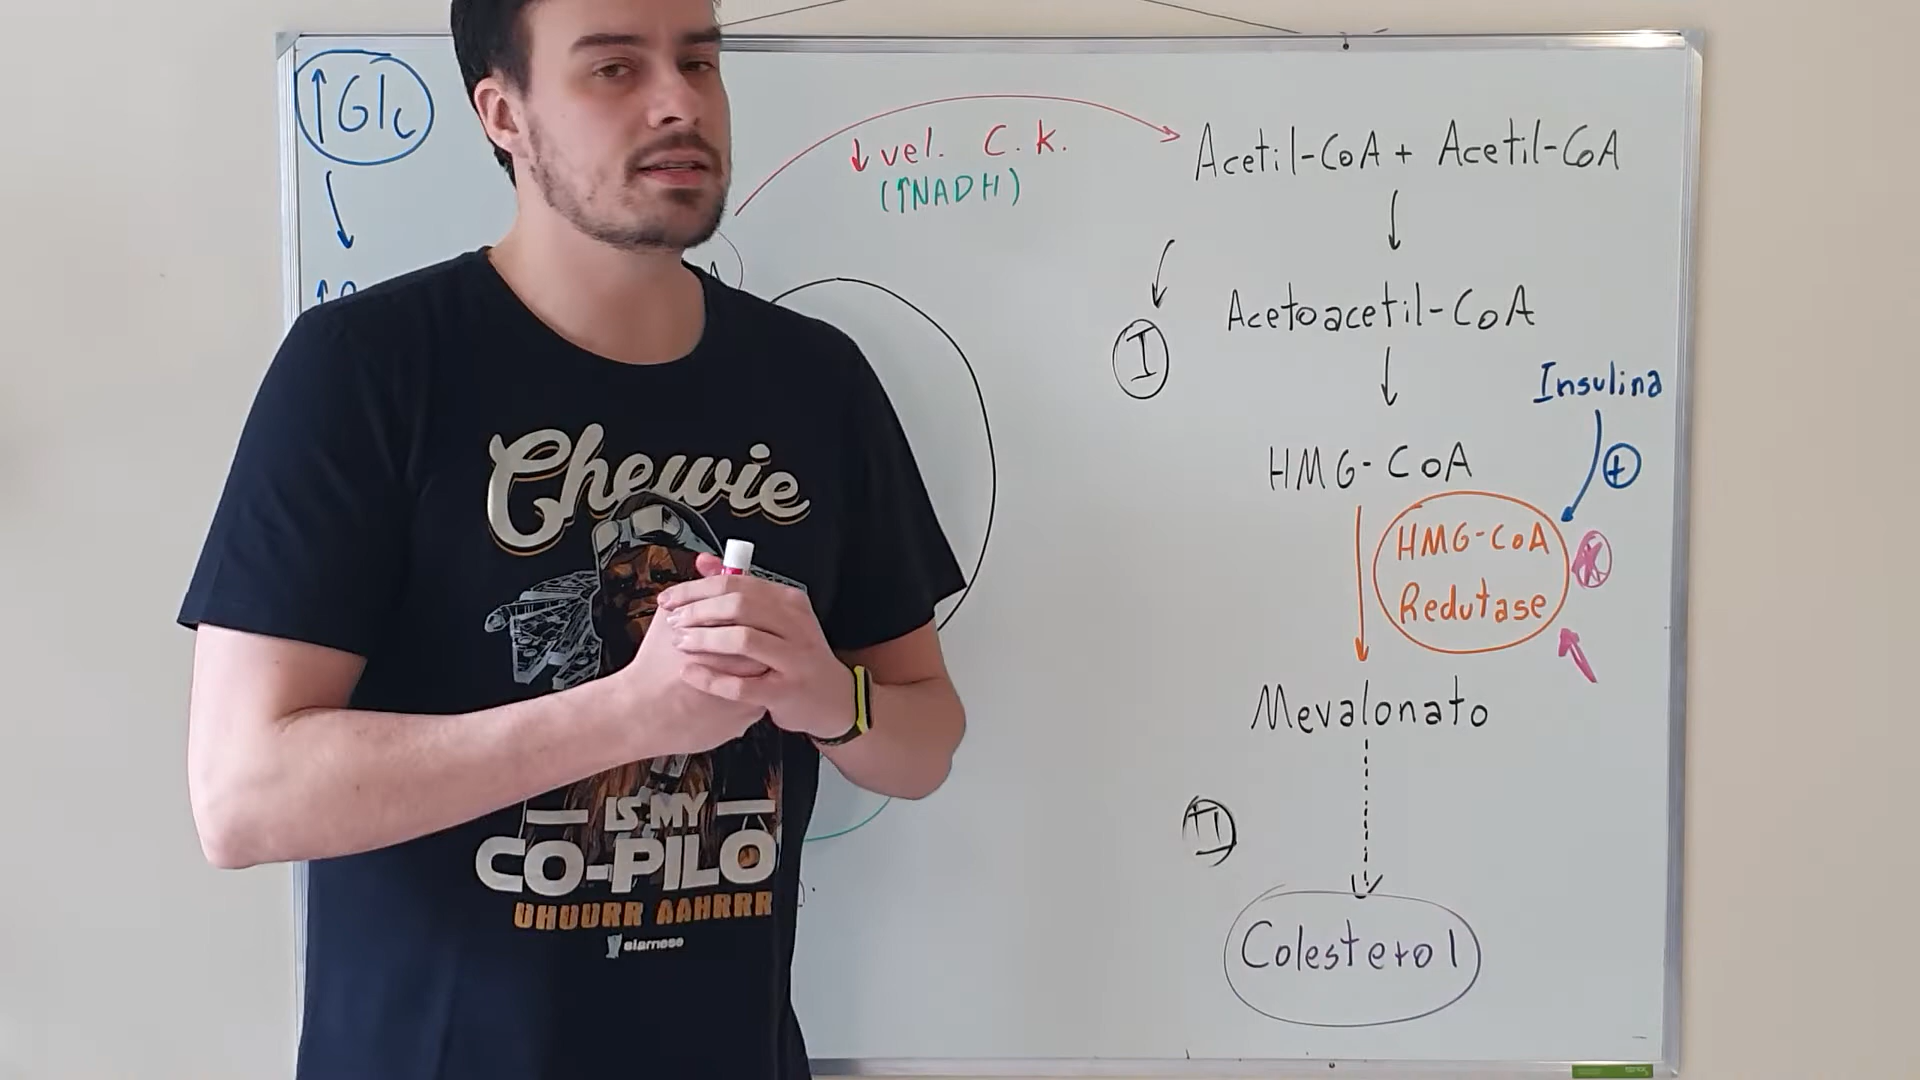 ↑Glc
↓ vel. C.K.
(↑NADH)
Acetil-CoA + Acetil-CoA
I
Acetoacetil-CoA
Insulina
+
HMG-CoA
HMG-CoA
Redutase
Mevalonato
II
Colesterol
Chewie
IS MY
CO-PILO
UHUURR AAHRRR